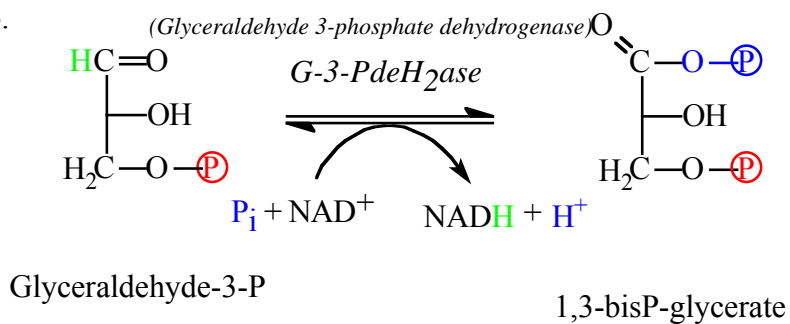 (Glyceraldehyde 3-phosphate dehydrogenase)
G-3-PdeH2ase
HC=O
OH
H2C—O—P
Pi + NAD+
NADH + H+
O
C—O—P
OH
H2C—O—P
Glyceraldehyde-3-P
1,3-bisP-glycerate